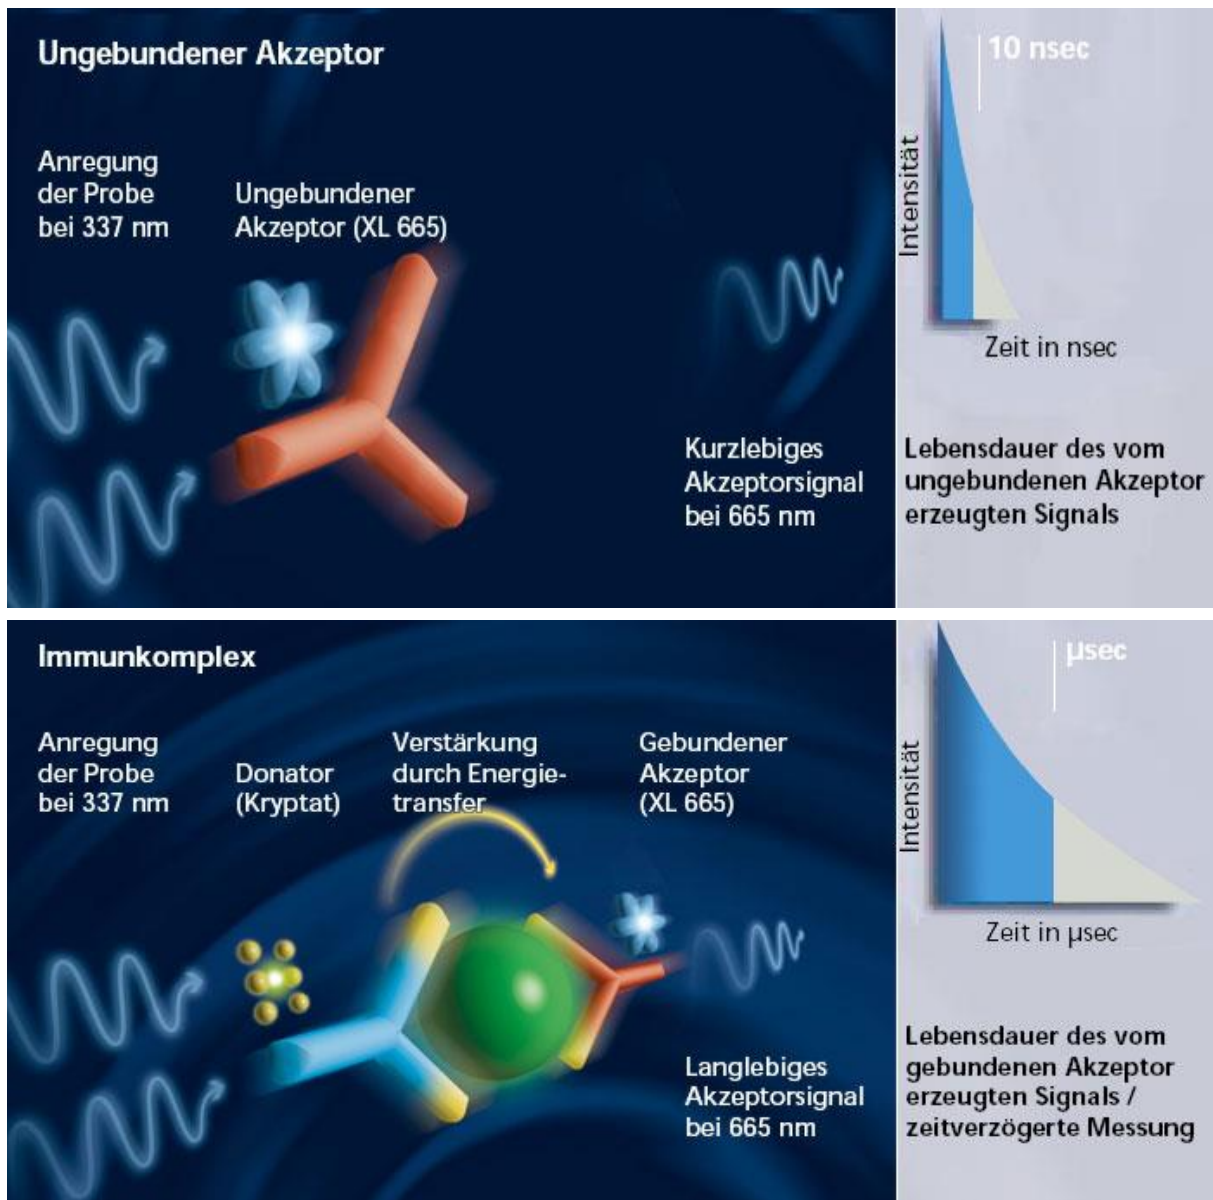 Ungebundener Akzeptor
Anregung
der Probe
bei 337 nm
Ungebundener
Akzeptor (XL 665)
Kurzlebiges
Akzeptorsignal
bei 665 nm
10 nsec
Intensität
Zeit in nsec
Lebensdauer des vom
ungebundenen Akzeptor
erzeugten Signals
Immunkomplex
Anregung
der Probe
bei 337 nm
Donator
(Kryptat)
Verstärkung
durch Energie-
transfer
Gebundener
Akzeptor
(XL 665)
Langlebiges
Akzeptorsignal
bei 665 nm
µsec
Intensität
Zeit in µsec
Lebensdauer des vom
gebundenen Akzeptor
erzeugten Signals /
zeitverzögerte Messung